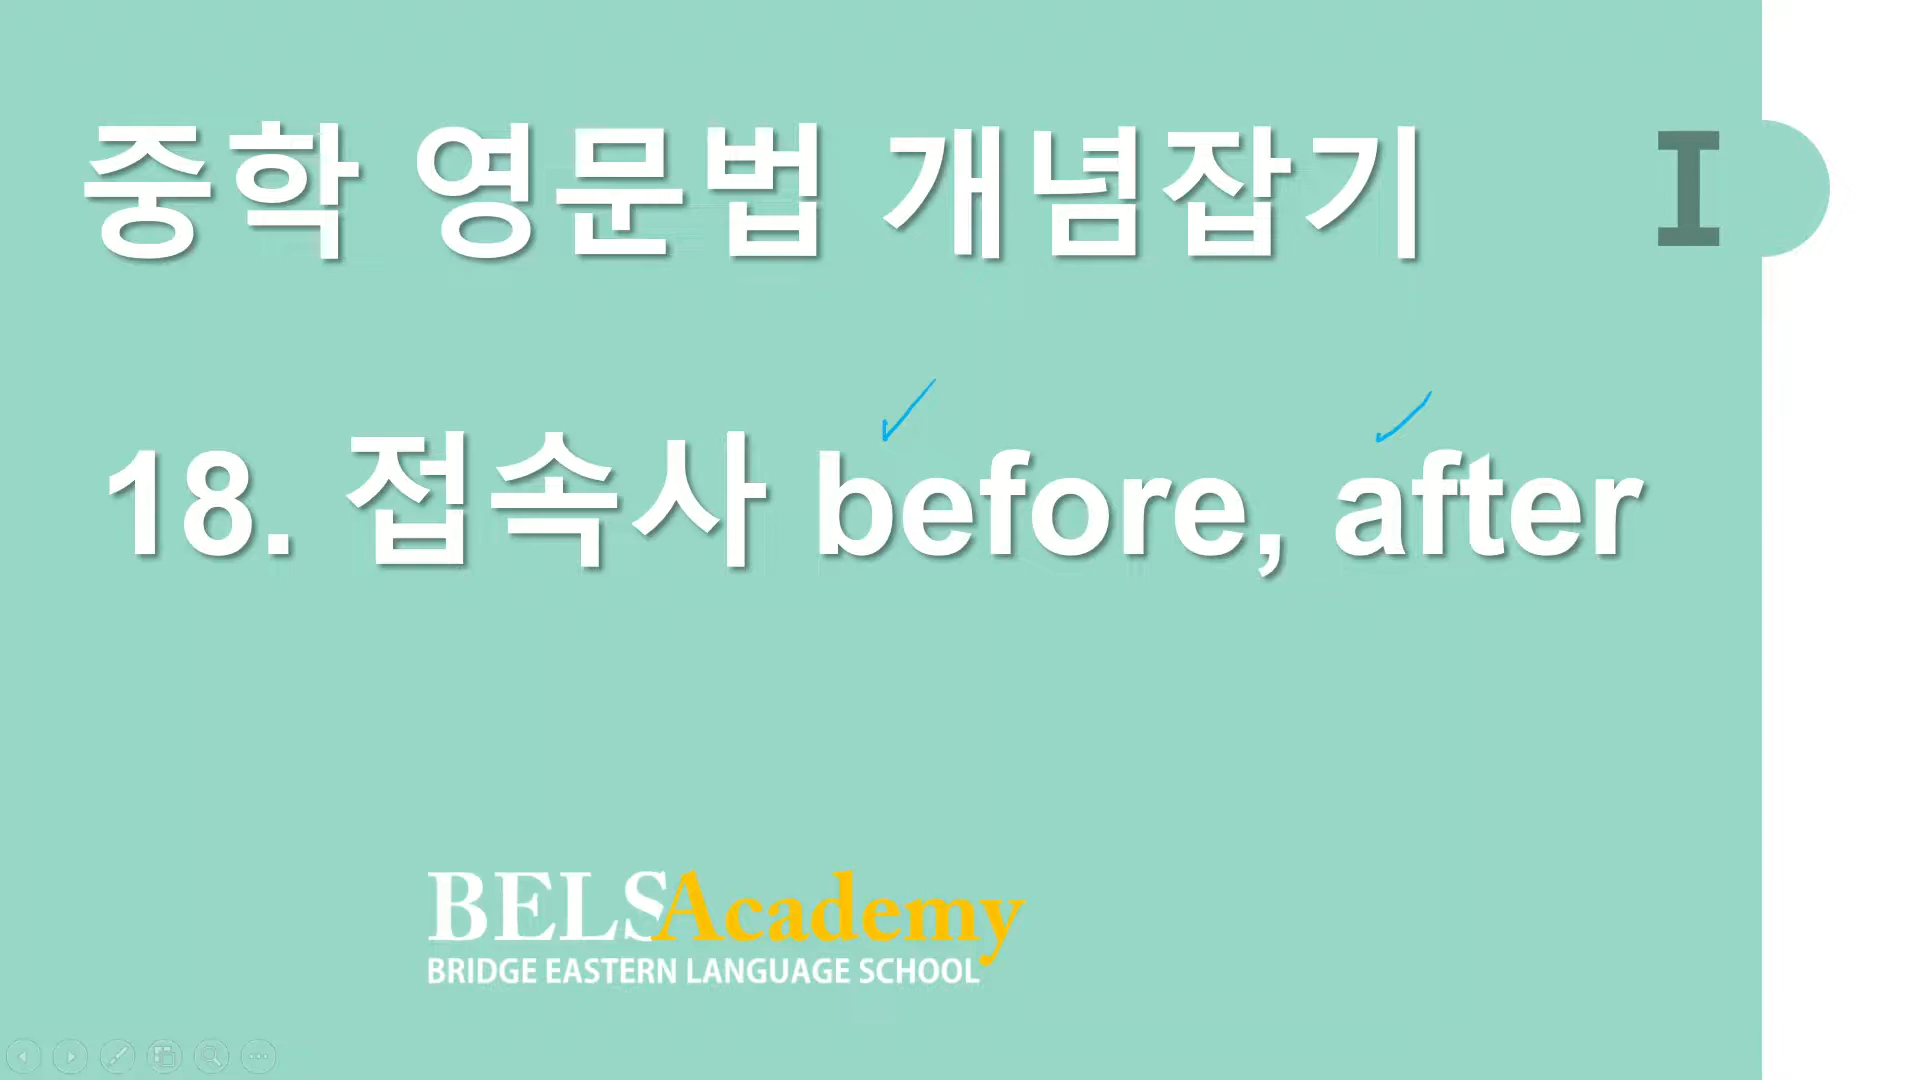 중학 영문법 개념잡기 I
18. 접속사 before, after
BELSAcademy
BRIDGE EASTERN LANGUAGE SCHOOL